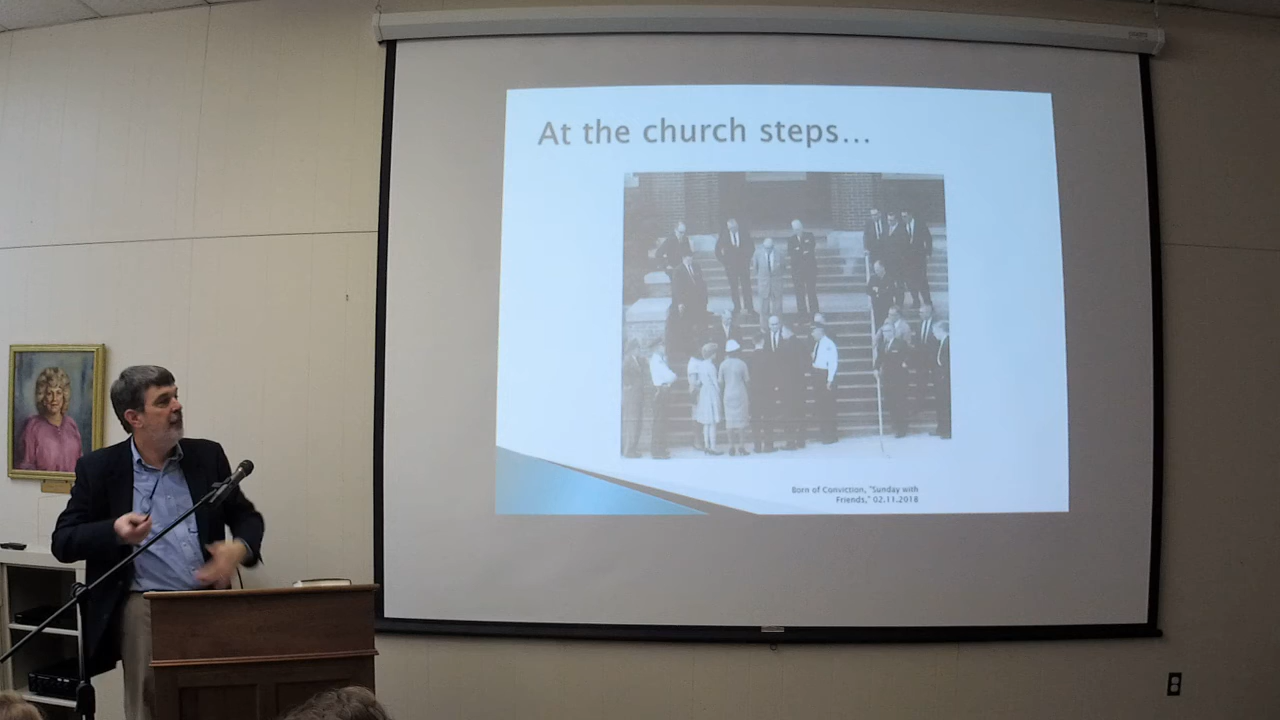 At the church steps...
Born of Conviction, "Sunday with
Friends," 02.11.2018